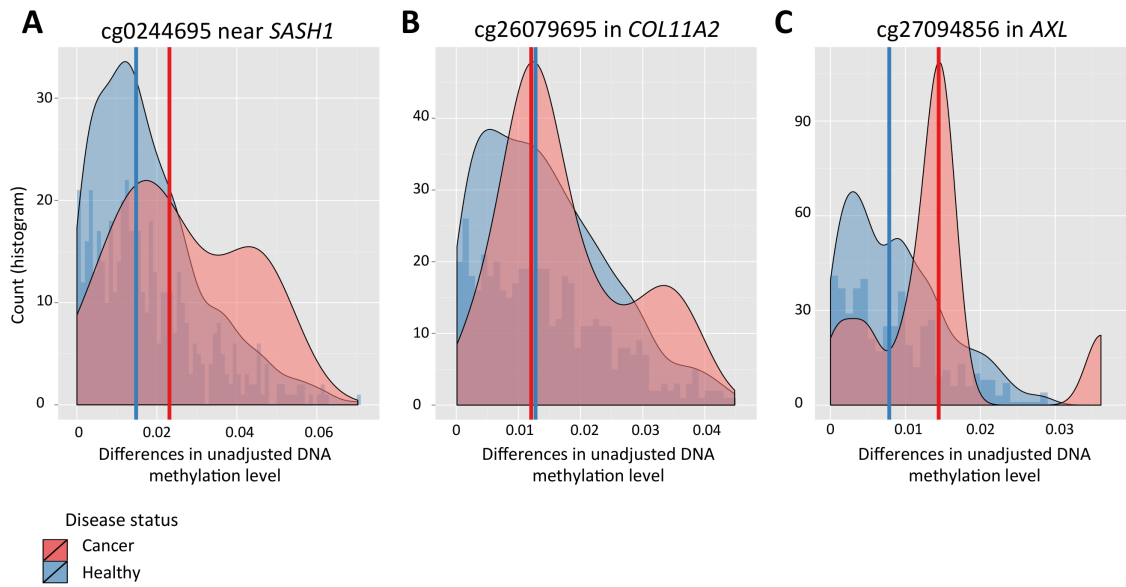 A
cg0244695 near SASH1
Count (histogram)
30
20
10
0
0
0.02
0.04
0.06
Differences in unadjusted DNA
methylation level
B
cg26079695 in COL11A2
40
30
20
10
0
0
0.01
0.02
0.03
0.04
Differences in unadjusted DNA
methylation level
C
cg27094856 in AXL
90
60
30
0
0
0.01
0.02
0.03
Differences in unadjusted DNA
methylation level
Disease status
Cancer
Healthy